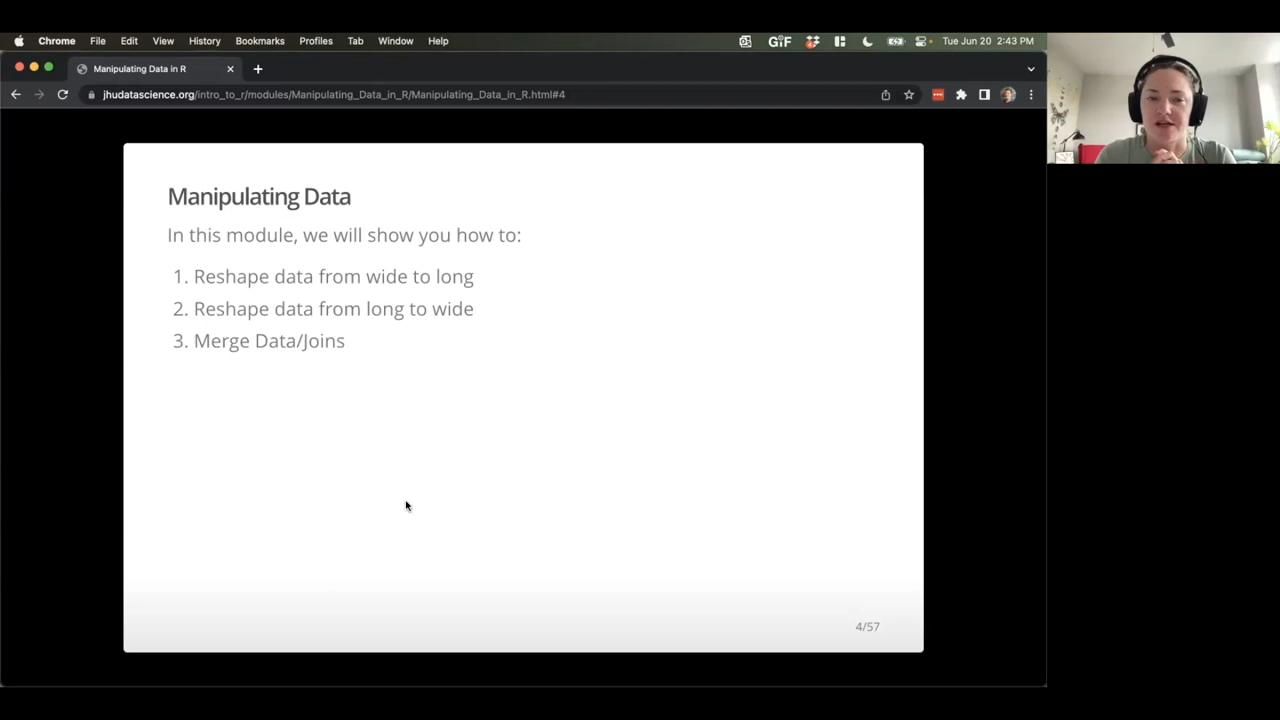 Chrome File Edit View History Bookmarks Profiles Tab Window Help GiF Tue Jun 20 2:43 PM
Manipulating Data in R
jhudatascience.org/intro_to_r/modules/Manipulating_Data_in_R/Manipulating_Data_in_R.html#4
Manipulating Data
In this module, we will show you how to:
1. Reshape data from wide to long
2. Reshape data from long to wide
3. Merge Data/Joins
4/57